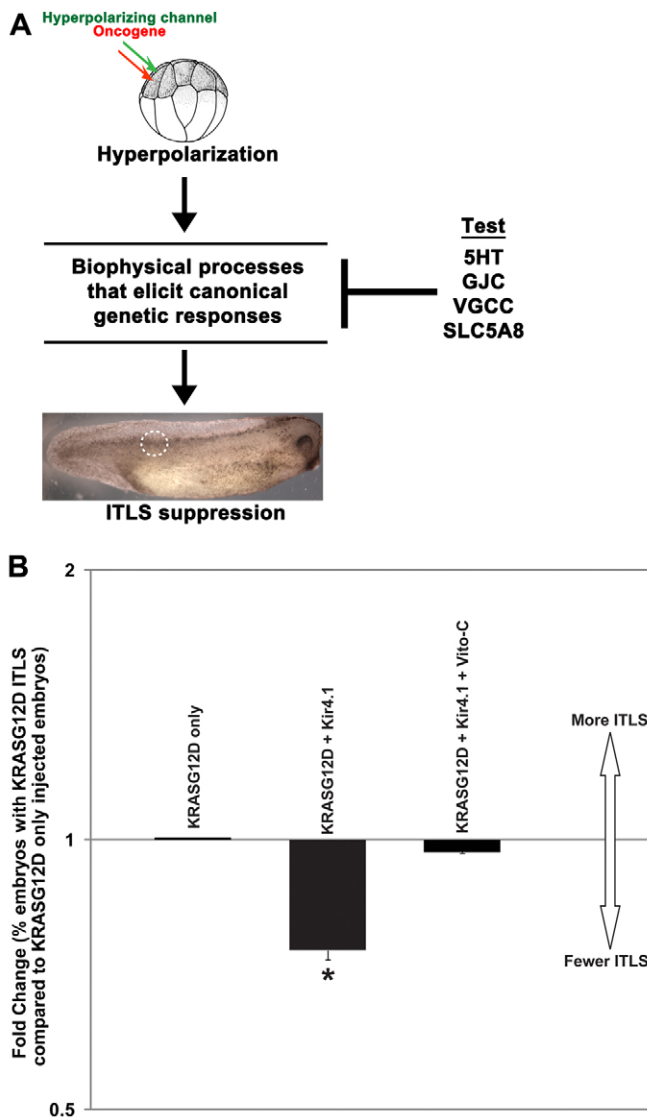 A
Hyperpolarizing channel
Oncogene
Hyperpolarization
Biophysical processes
that elicit canonical
genetic responses
Test
5HT
GJC
VGCC
SLC5A8
ITLS suppression
B
Fold Change (% embryos with KRASG12D ITLS
compared to KRASG12D only injected embryos)
2
1
0.5
KRASG12D only
KRASG12D + Kir4.1
KRASG12D + Kir4.1 + Vito-C
*
More ITLS
Fewer ITLS